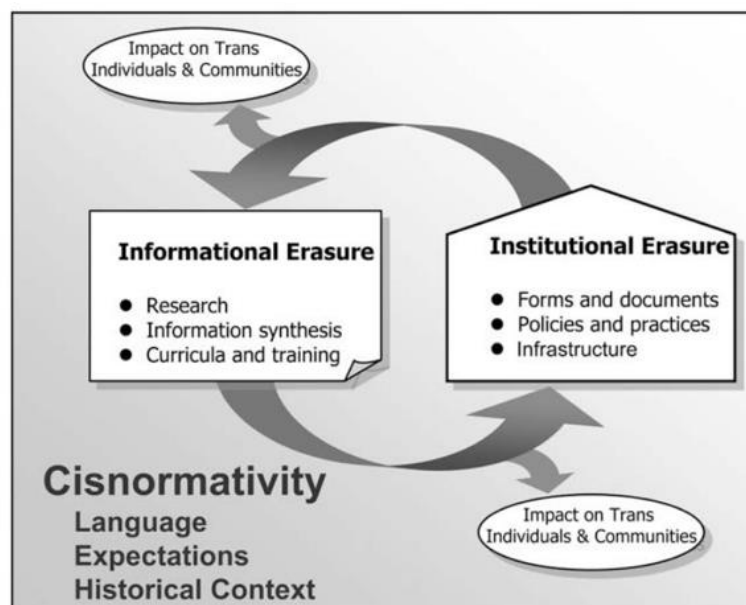 Impact on Trans
Individuals & Communities
Informational Erasure
● Research
● Information synthesis
● Curricula and training
Institutional Erasure
● Forms and documents
● Policies and practices
● Infrastructure
Cisnormativity
Language
Expectations
Historical Context
Impact on Trans
Individuals & Communities